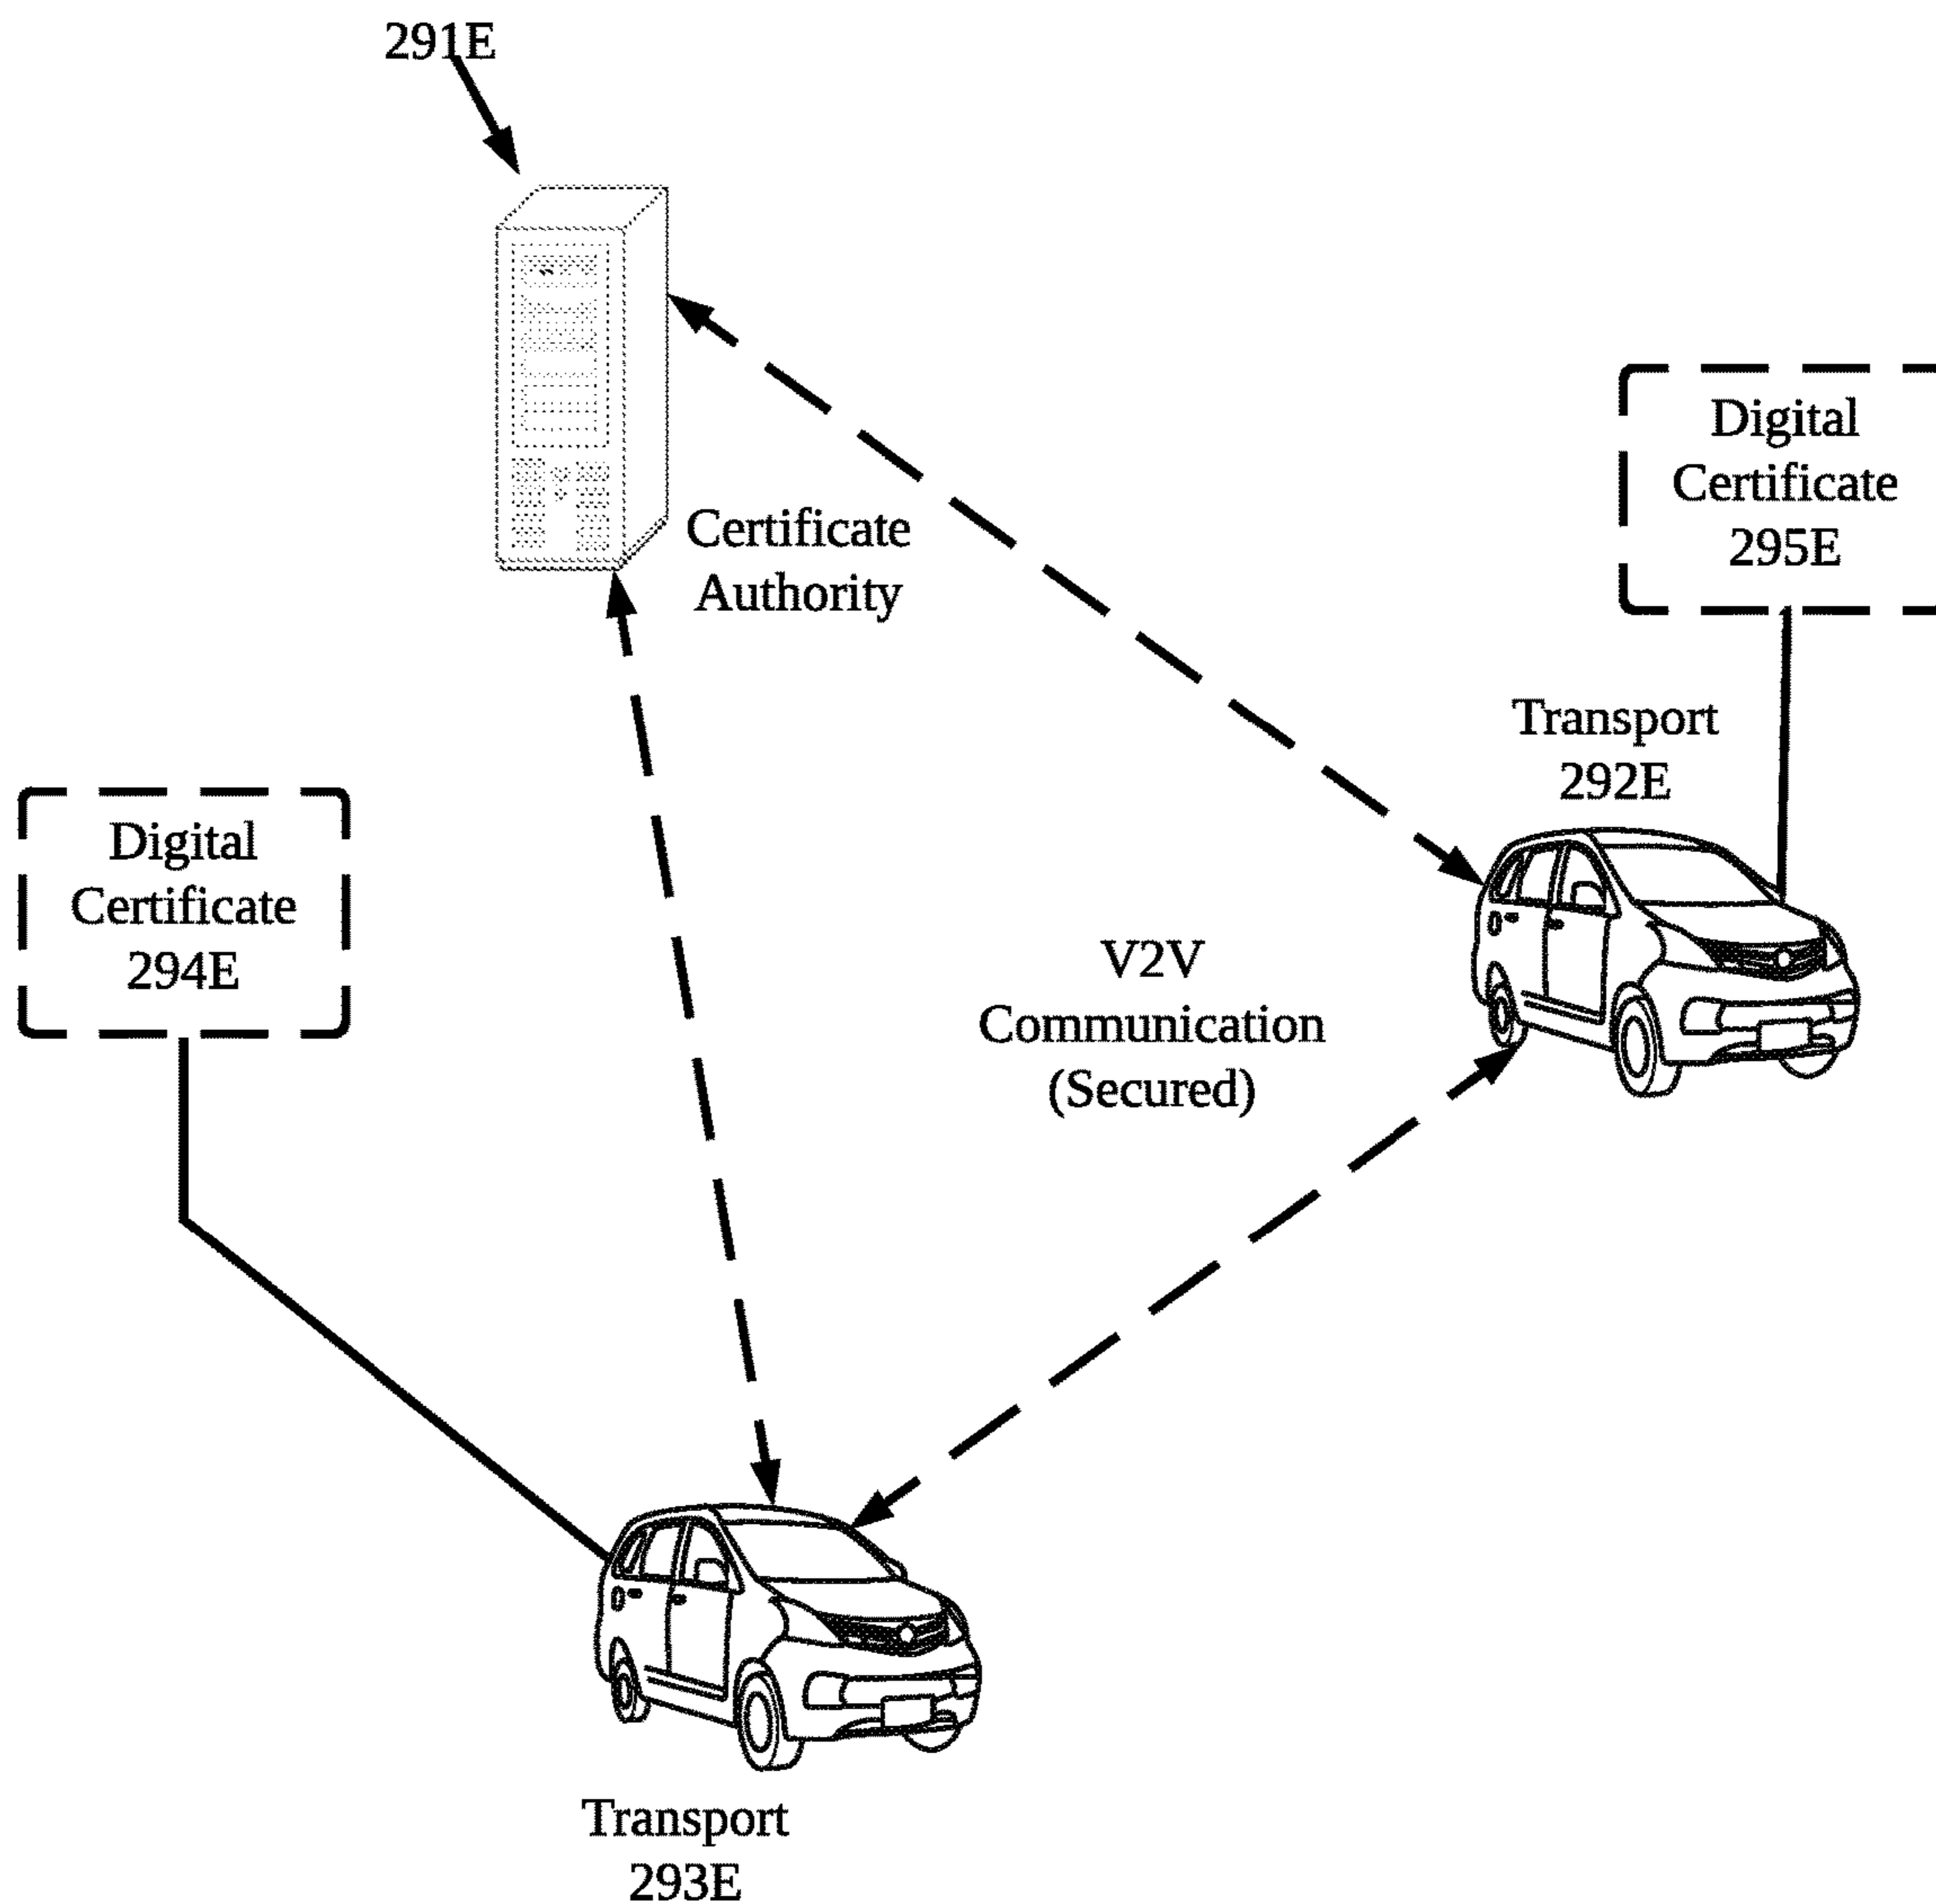 291E
Certificate
Authority
Digital
Certificate
295E
Transport
292E
Digital
Certificate
294E
V2V
Communication
(Secured)
Transport
293E